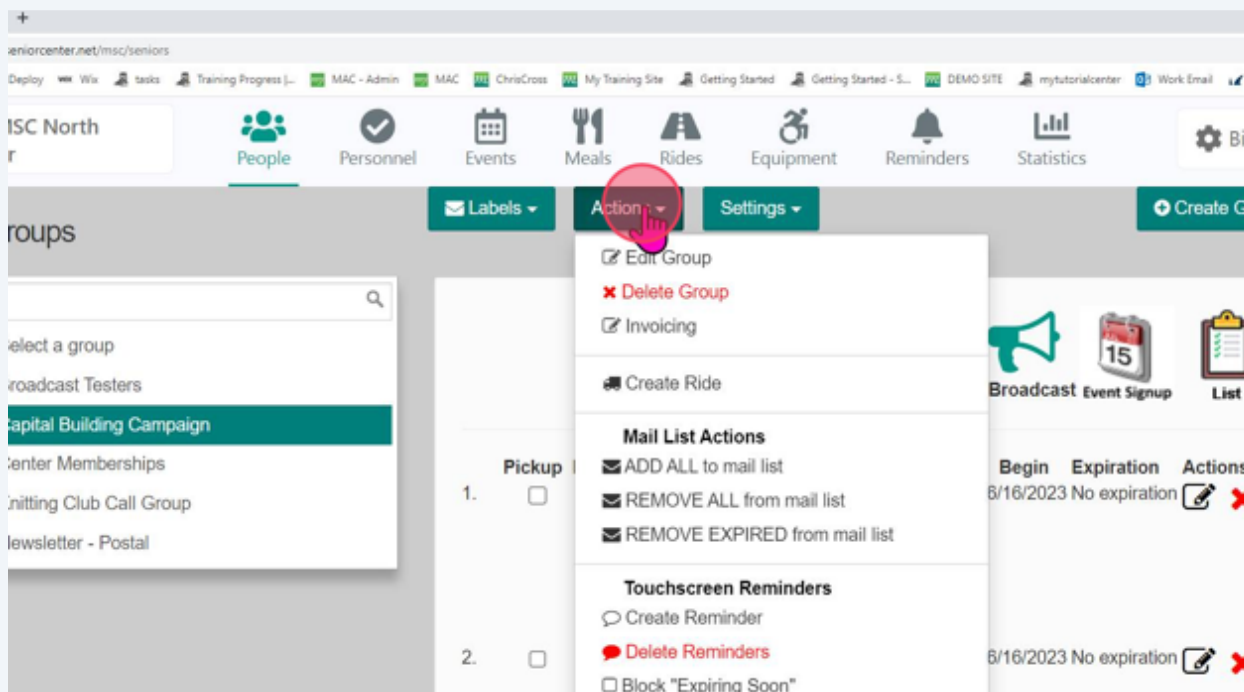 eniorcenter.net/msc/seniors
Deploy Wix tasks Training Progress |... MAC - Admin MAC ChrisCross My Training Site Getting Started Getting Started - S... DEMO SITE mytutorialcenter Work Email
MSC North
r
People Personnel Events Meals Rides Equipment Reminders Statistics Bi
Labels Actions Settings Create G
roups
Edit Group
Delete Group
Invoicing
elect a group
roadcast Testers
Create Ride
Broadcast Event Signup List
15
apital Building Campaign
Mail List Actions
enter Memberships
Pickup ADD ALL to mail list Begin Expiration Actions
1. REMOVE ALL from mail list 6/16/2023 No expiration
nitting Club Call Group
REMOVE EXPIRED from mail list
ewsletter - Postal
Touchscreen Reminders
Create Reminder
2. Delete Reminders 6/16/2023 No expiration
Block "Expiring Soon"